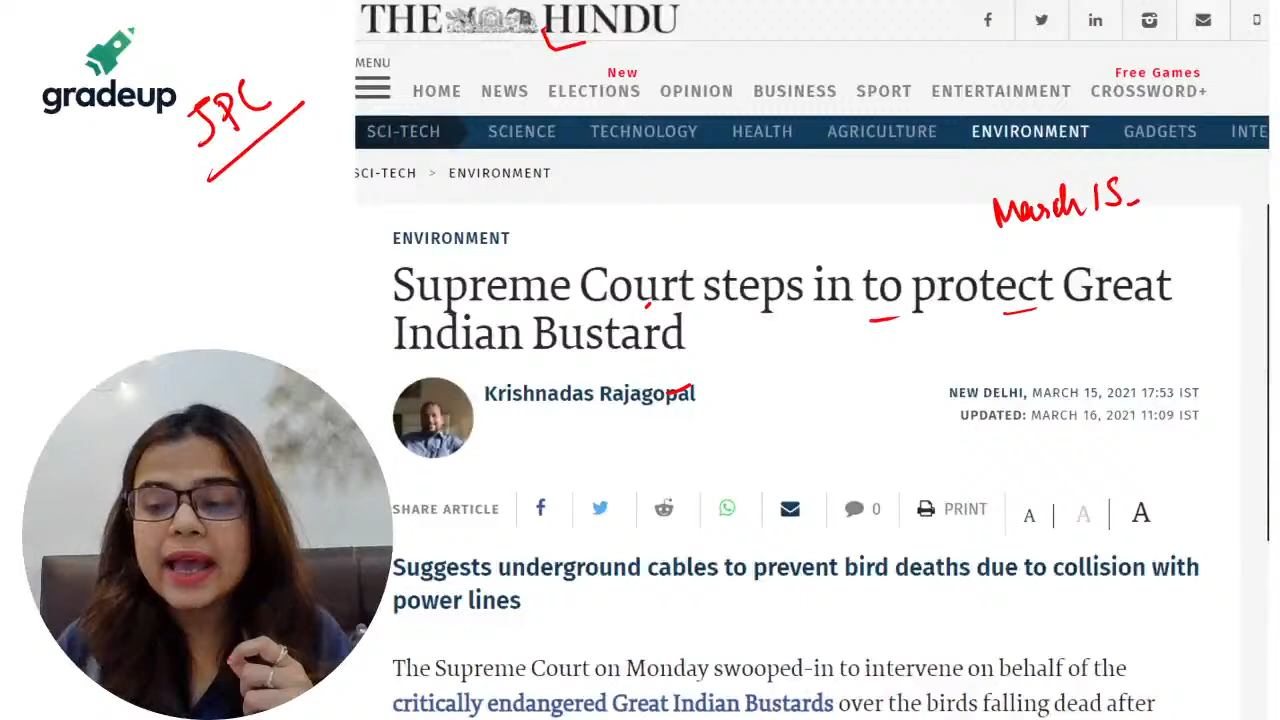 THE HINDU
gradeup
JPC
MENU
New
Free Games
HOME NEWS ELECTIONS OPINION BUSINESS SPORT ENTERTAINMENT CROSSWORD+
SCI-TECH SCIENCE TECHNOLOGY HEALTH AGRICULTURE ENVIRONMENT GADGETS INTE
SCI-TECH > ENVIRONMENT
March 15
ENVIRONMENT
Supreme Court steps in to protect Great
Indian Bustard
Krishnadas Rajagopal
NEW DELHI, MARCH 15, 2021 17:53 IST
UPDATED: MARCH 16, 2021 11:09 IST
SHARE ARTICLE 0 PRINT A | A | A
Suggests underground cables to prevent bird deaths due to collision with
power lines
The Supreme Court on Monday swooped-in to intervene on behalf of the
critically endangered Great Indian Bustards over the birds falling dead after